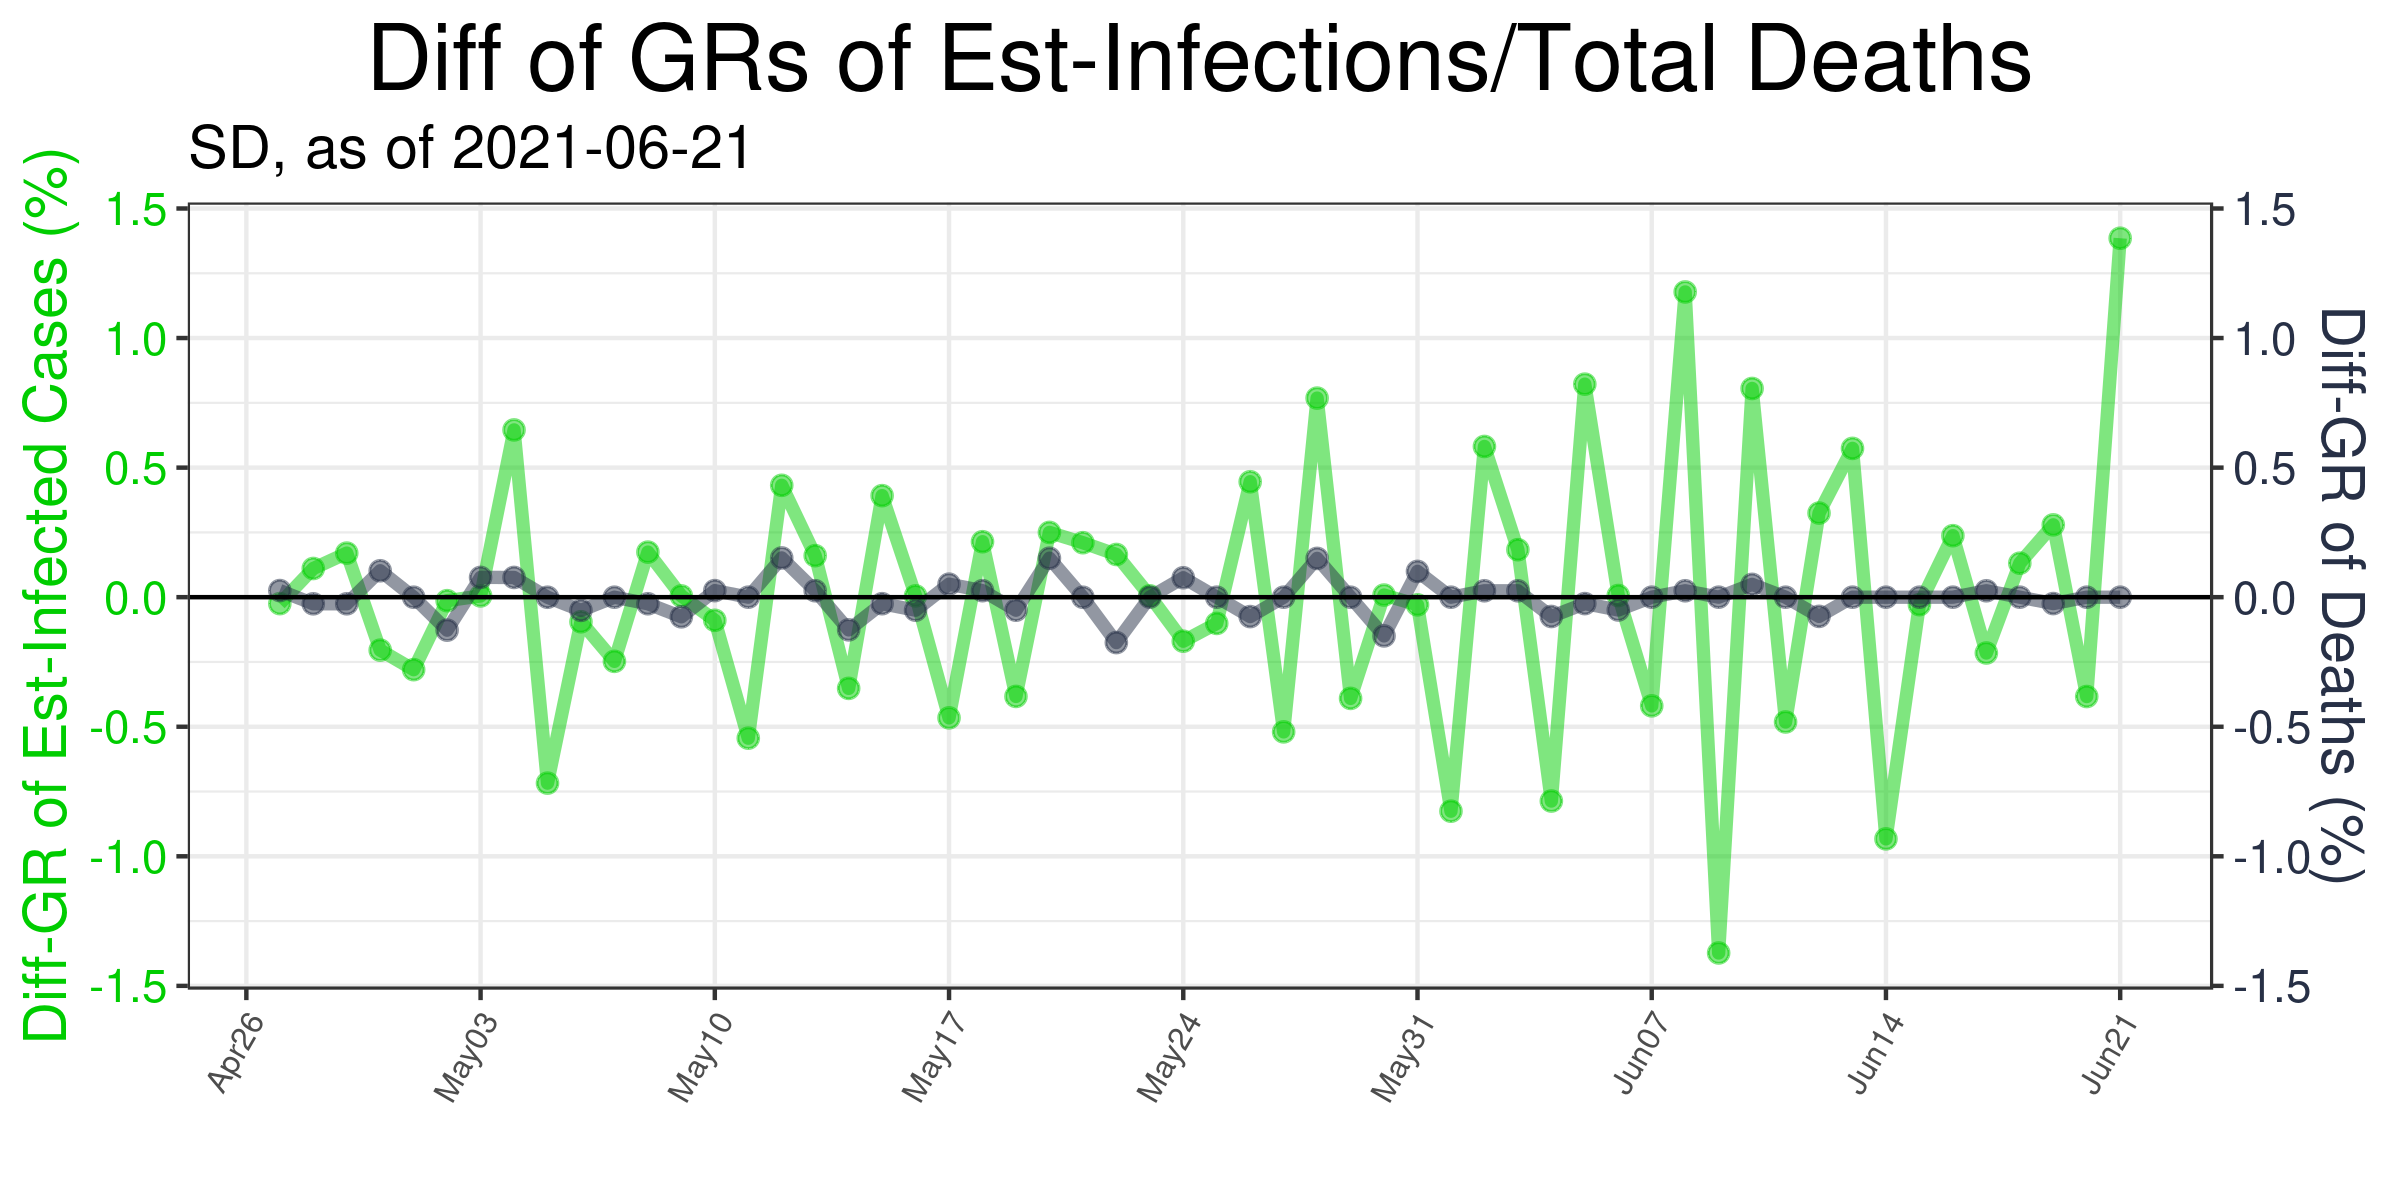 Diff of GRs of Est-Infections/Total Deaths
SD, as of 2021-06-21
Diff-GR of Est-Infected Cases (%)
1.5
1.0
0.5
0.0
-0.5
-1.0
-1.5
1.5
1.0
0.5
0.0
-0.5
-1.0
-1.5
Diff-GR of Deaths (%)
Apr26
May03
May10
May17
May24
May31
Jun07
Jun14
Jun21